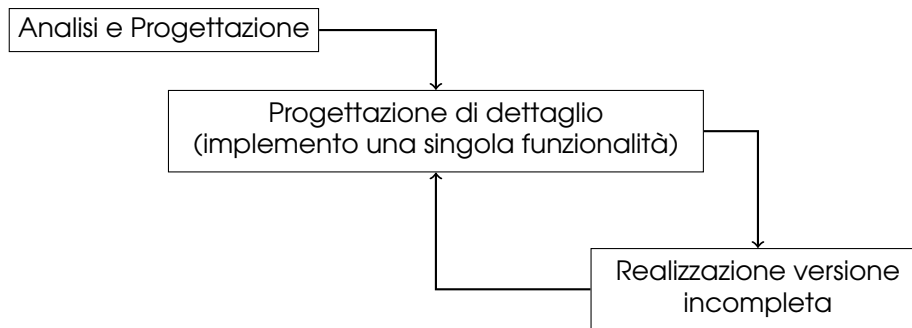 Analisi e Progettazione
Progettazione di dettaglio
(implemento una singola funzionalità)
Realizzazione versione
incompleta